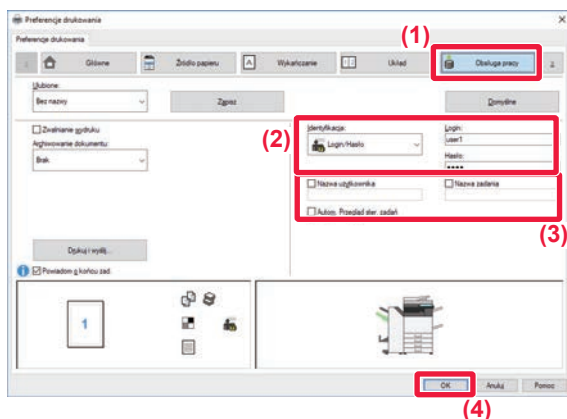 Preferencje drukowania
Preferencje drukowania
(1)
Główne
Źródło papieru
A
Wykańczanie
Układ
Obsługa pracy
Ulubione:
Bez nazwy
Zapisz
Domyślne
Zwalnianie wydruku
Archiwowanie dokumentu:
Brak
(2)
Identyfikacja:
Login/Hasło
Login:
user1
Hasło:
••••
Nazwa użytkownika
Nazwa zadania
Autom. Przegląd ster. zadań
(3)
Drukuj i wyślij...
Powiadom o końcu zad.
1
OK
Anuluj
Pomoc
(4)